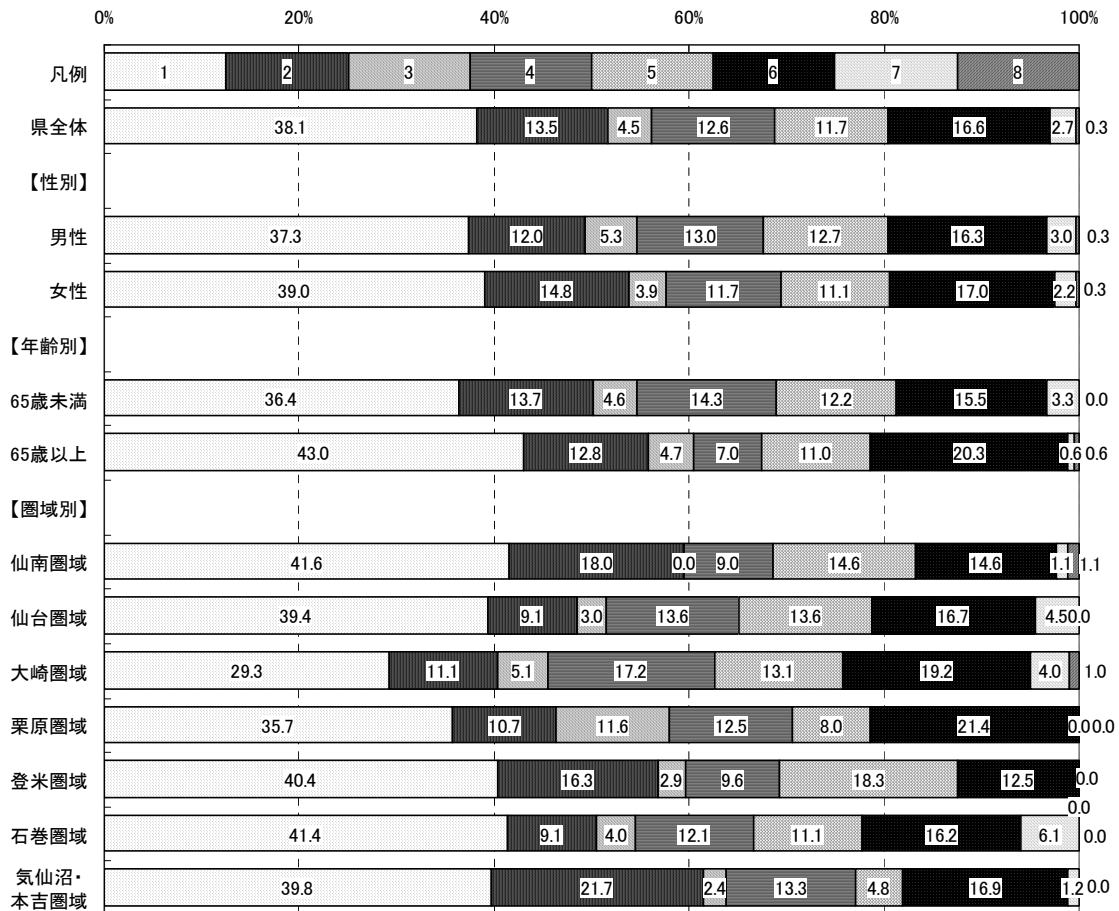 0% 20% 40% 60% 80% 100%
凡例 1 2 3 4 5 6 7 8
県全体 38.1 13.5 4.5 12.6 11.7 16.6 2.7 0.3
【性別】
男性 37.3 12.0 5.3 13.0 12.7 16.3 3.0 0.3
女性 39.0 14.8 3.9 11.7 11.1 17.0 2.2 0.3
【年齢別】
65歳未満 36.4 13.7 4.6 14.3 12.2 15.5 3.3 0.0
65歳以上 43.0 12.8 4.7 7.0 11.0 20.3 0.6 0.6
【圏域別】
仙南圏域 41.6 18.0 0.0 9.0 14.6 14.6 1.1 1.1
仙台圏域 39.4 9.1 3.0 13.6 13.6 16.7 4.5 0.0
大崎圏域 29.3 11.1 5.1 17.2 13.1 19.2 4.0 1.0
栗原圏域 35.7 10.7 11.6 12.5 8.0 21.4 0.0 0.0
登米圏域 40.4 16.3 2.9 9.6 18.3 12.5 0.0
0.0
石巻圏域 41.4 9.1 4.0 12.1 11.1 16.2 6.1 0.0
気仙沼・
本吉圏域 39.8 21.7 2.4 13.3 4.8 16.9 1.2 0.0